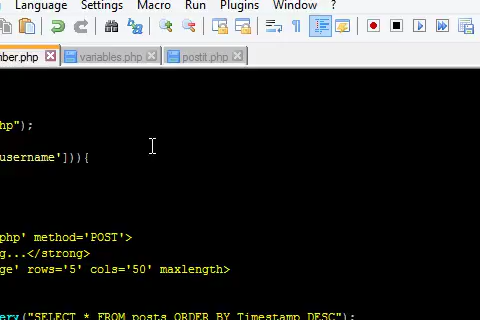 Language Settings Macro Run Plugins Window ?
ber.php variables.php postit.php
hp");
username'])){
php' method='POST'>
g...</strong>
ge' rows='5' cols='50' maxlength>
ery("SELECT * FROM posts ORDER BY Timestamp DESC");